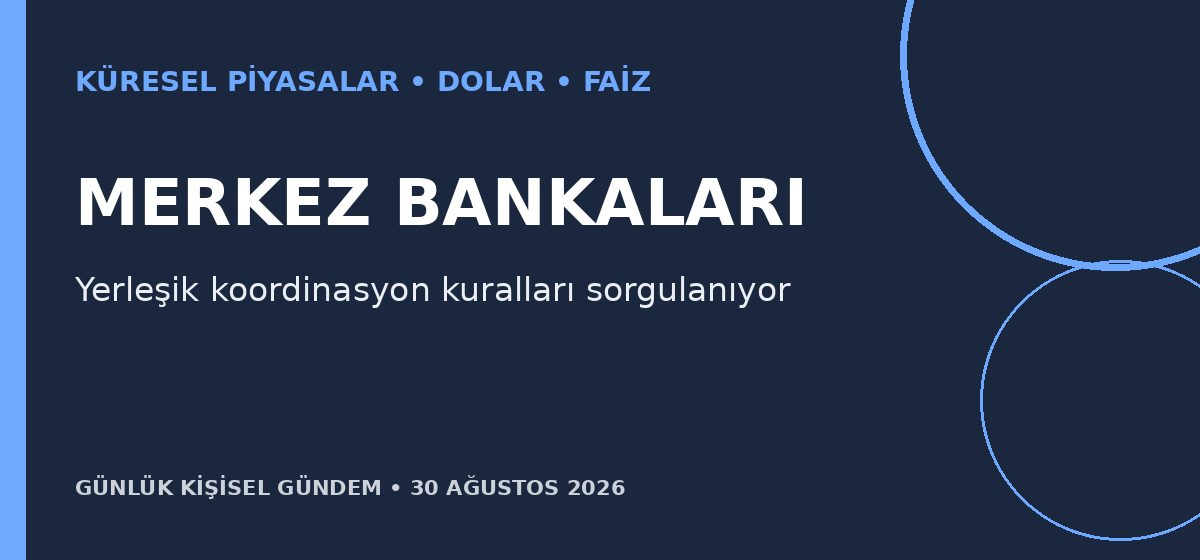 KÜRESEL PİYASALAR • DOLAR • FAİZ
MERKEZ BANKALARI
Yerleşik koordinasyon kuralları sorgulanıyor
GÜNLÜK KİŞİSEL GÜNDEM • 30 AĞUSTOS 2026